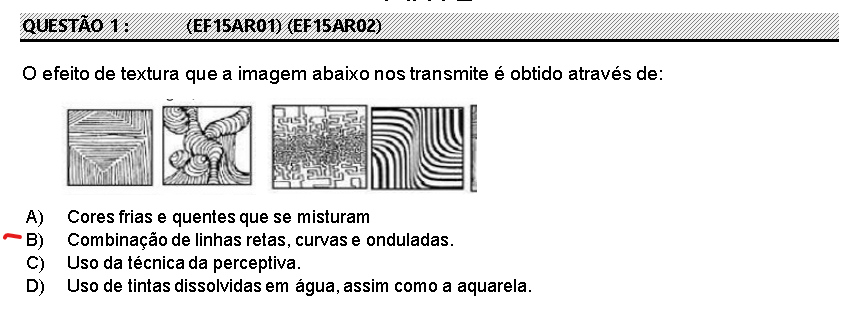 QUESTÃO 1 : (EF15AR01) (EF15AR02)
O efeito de textura que a imagem abaixo nos transmite é obtido através de:
A) Cores frias e quentes que se misturam
B) Combinação de linhas retas, curvas e onduladas.
C) Uso da técnica da perceptiva.
D) Uso de tintas dissolvidas em água, assim como a aquarela.